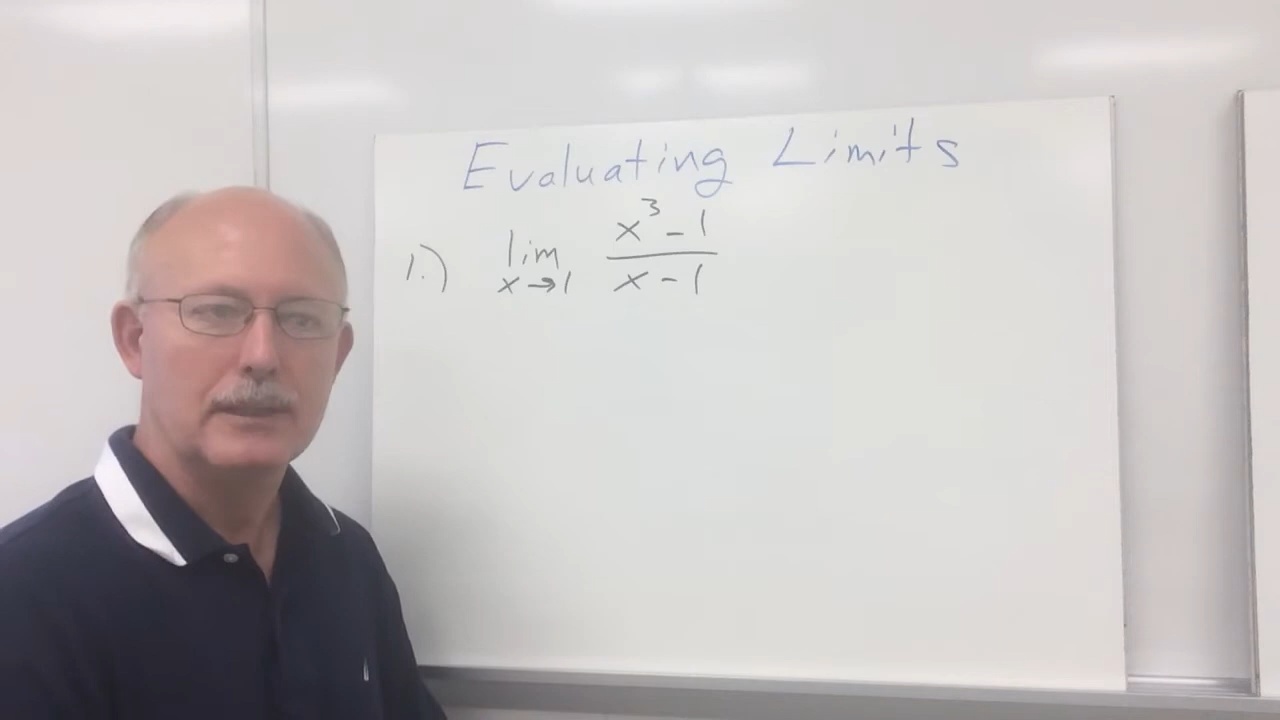 Evaluating Limits
1.) lim x→1 x³-1 / x-1